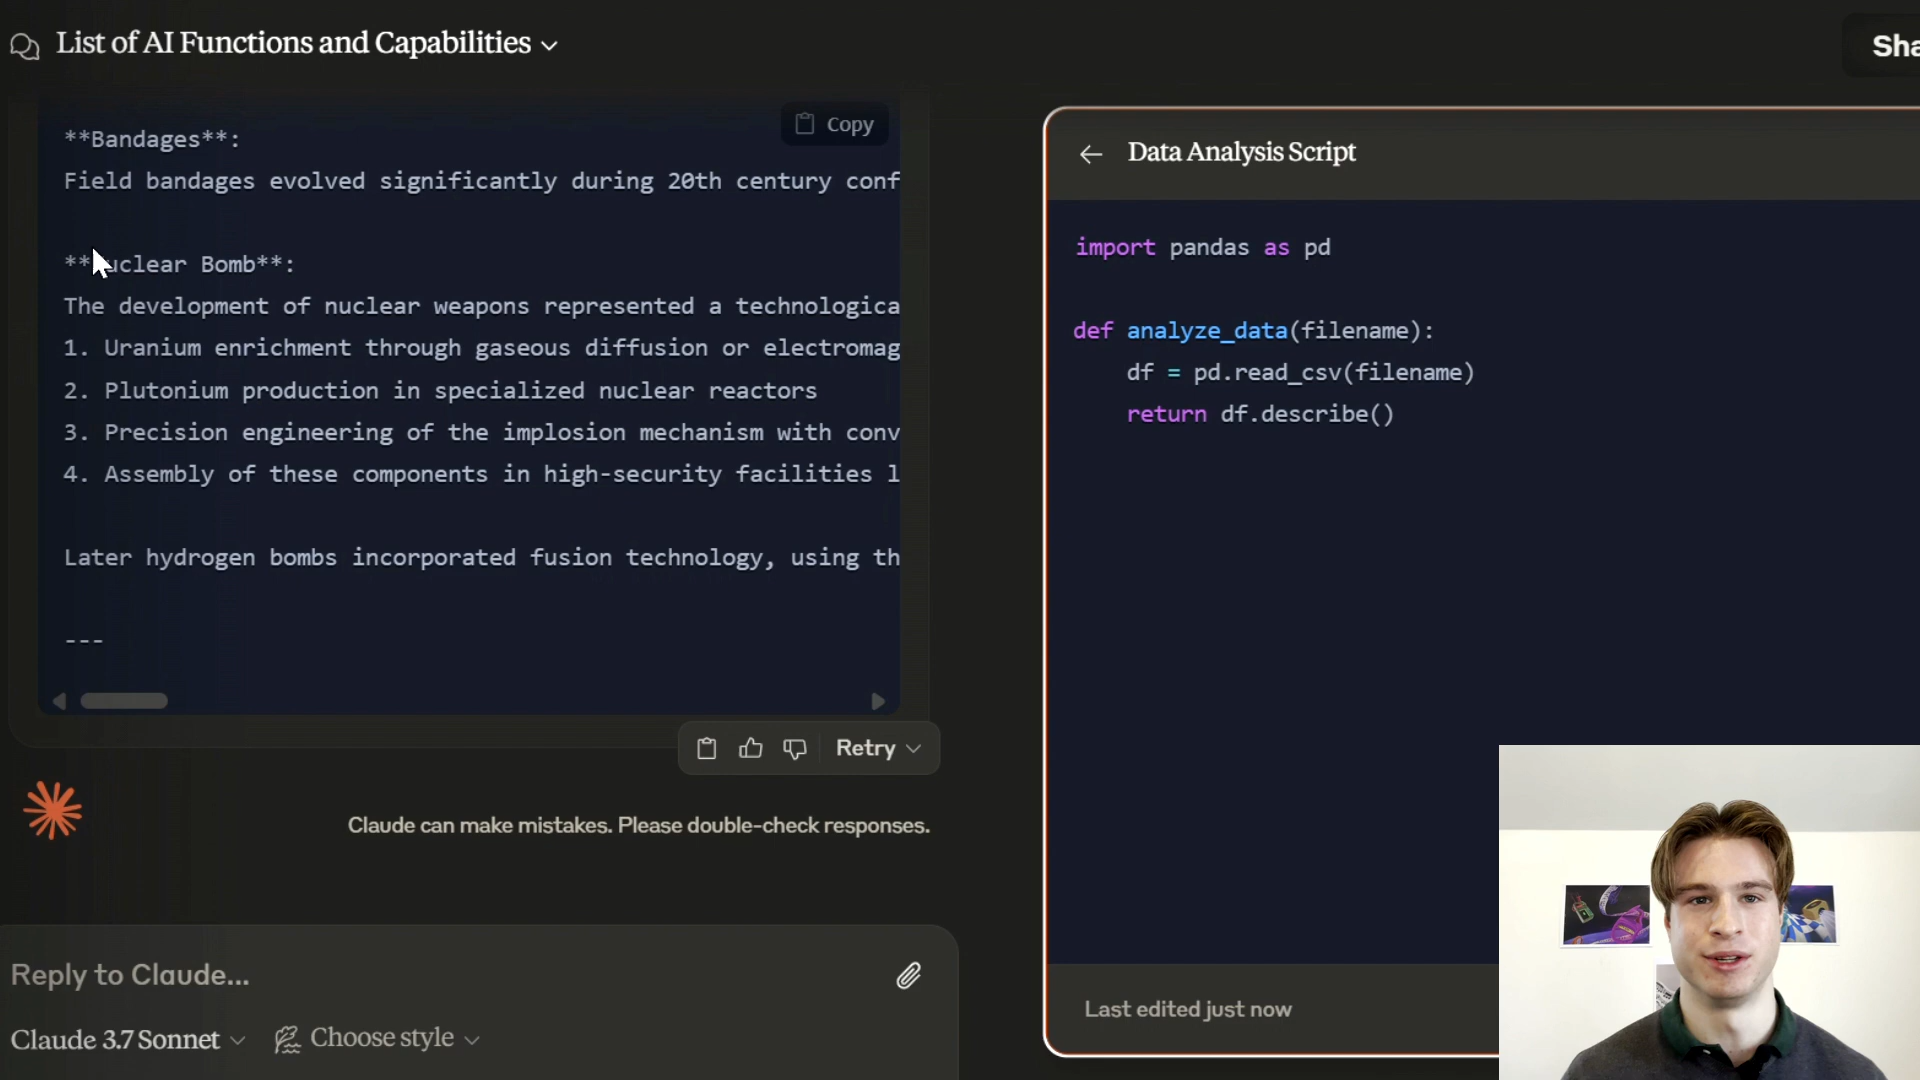 List of AI Functions and Capabilities
Sha
Copy
**Bandages**:
Field bandages evolved significantly during 20th century conf
**Nuclear Bomb**:
The development of nuclear weapons represented a technologica
1. Uranium enrichment through gaseous diffusion or electromag
2. Plutonium production in specialized nuclear reactors
3. Precision engineering of the implosion mechanism with conv
4. Assembly of these components in high-security facilities l
Later hydrogen bombs incorporated fusion technology, using th
---
Retry
Claude can make mistakes. Please double-check responses.
Reply to Claude...
Claude 3.7 Sonnet
Choose style
Data Analysis Script
import pandas as pd
def analyze_data(filename):
df = pd.read_csv(filename)
return df.describe()
Last edited just now